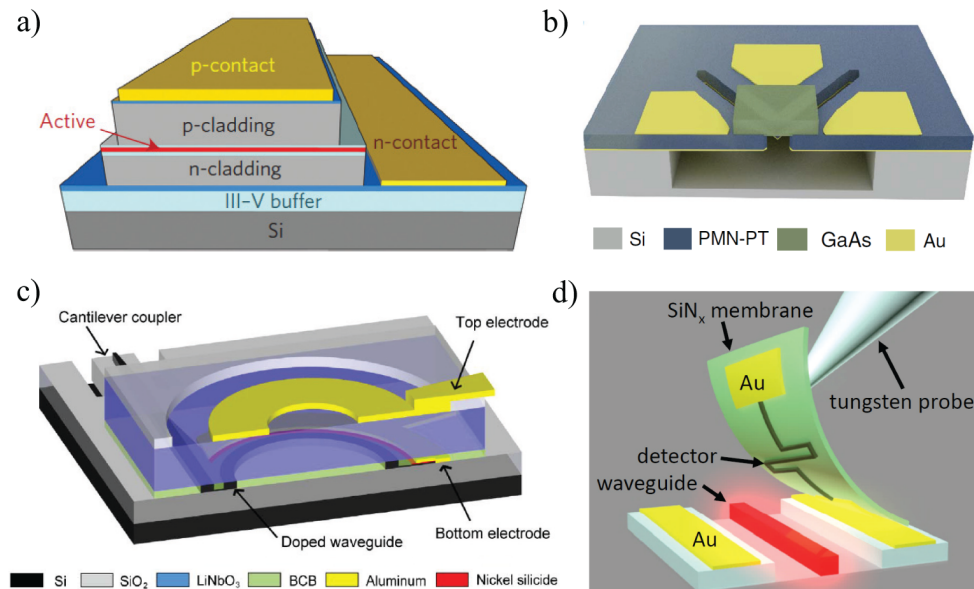 a)
p-contact
Active
p-cladding
n-contact
n-cladding
III–V buffer
Si
b)
Si PMN-PT GaAs Au
c)
Cantilever coupler
Top electrode
Doped waveguide
Bottom electrode
Si SiO₂ LiNbO₃ BCB Aluminum Nickel silicide
d)
SiNₓ membrane
Au
tungsten probe
detector
waveguide
Au